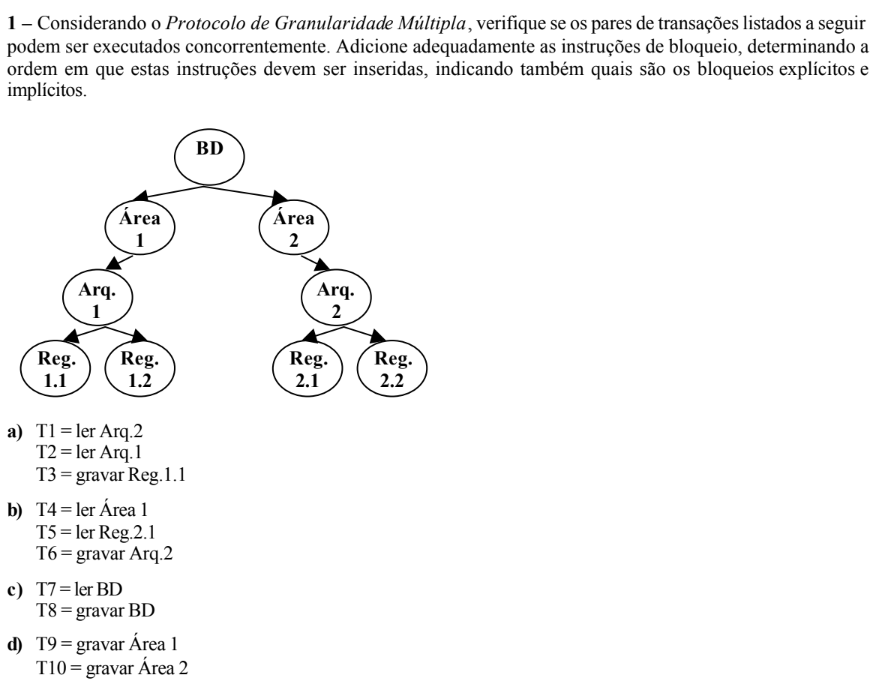 1 – Considerando o Protocolo de Granularidade Múltipla, verifique se os pares de transações listados a seguir
podem ser executados concorrentemente. Adicione adequadamente as instruções de bloqueio, determinando a
ordem em que estas instruções devem ser inseridas, indicando também quais são os bloqueios explícitos e
implícitos.
BD
Área
1
Área
2
Arq.
1
Arq.
2
Reg.
1.1
Reg.
1.2
Reg.
2.1
Reg.
2.2
a) T1 = ler Arq.2
T2 = ler Arq.1
T3 = gravar Reg.1.1
b) T4 = ler Área 1
T5 = ler Reg.2.1
T6 = gravar Arq.2
c) T7 = ler BD
T8 = gravar BD
d) T9 = gravar Área 1
T10 = gravar Área 2